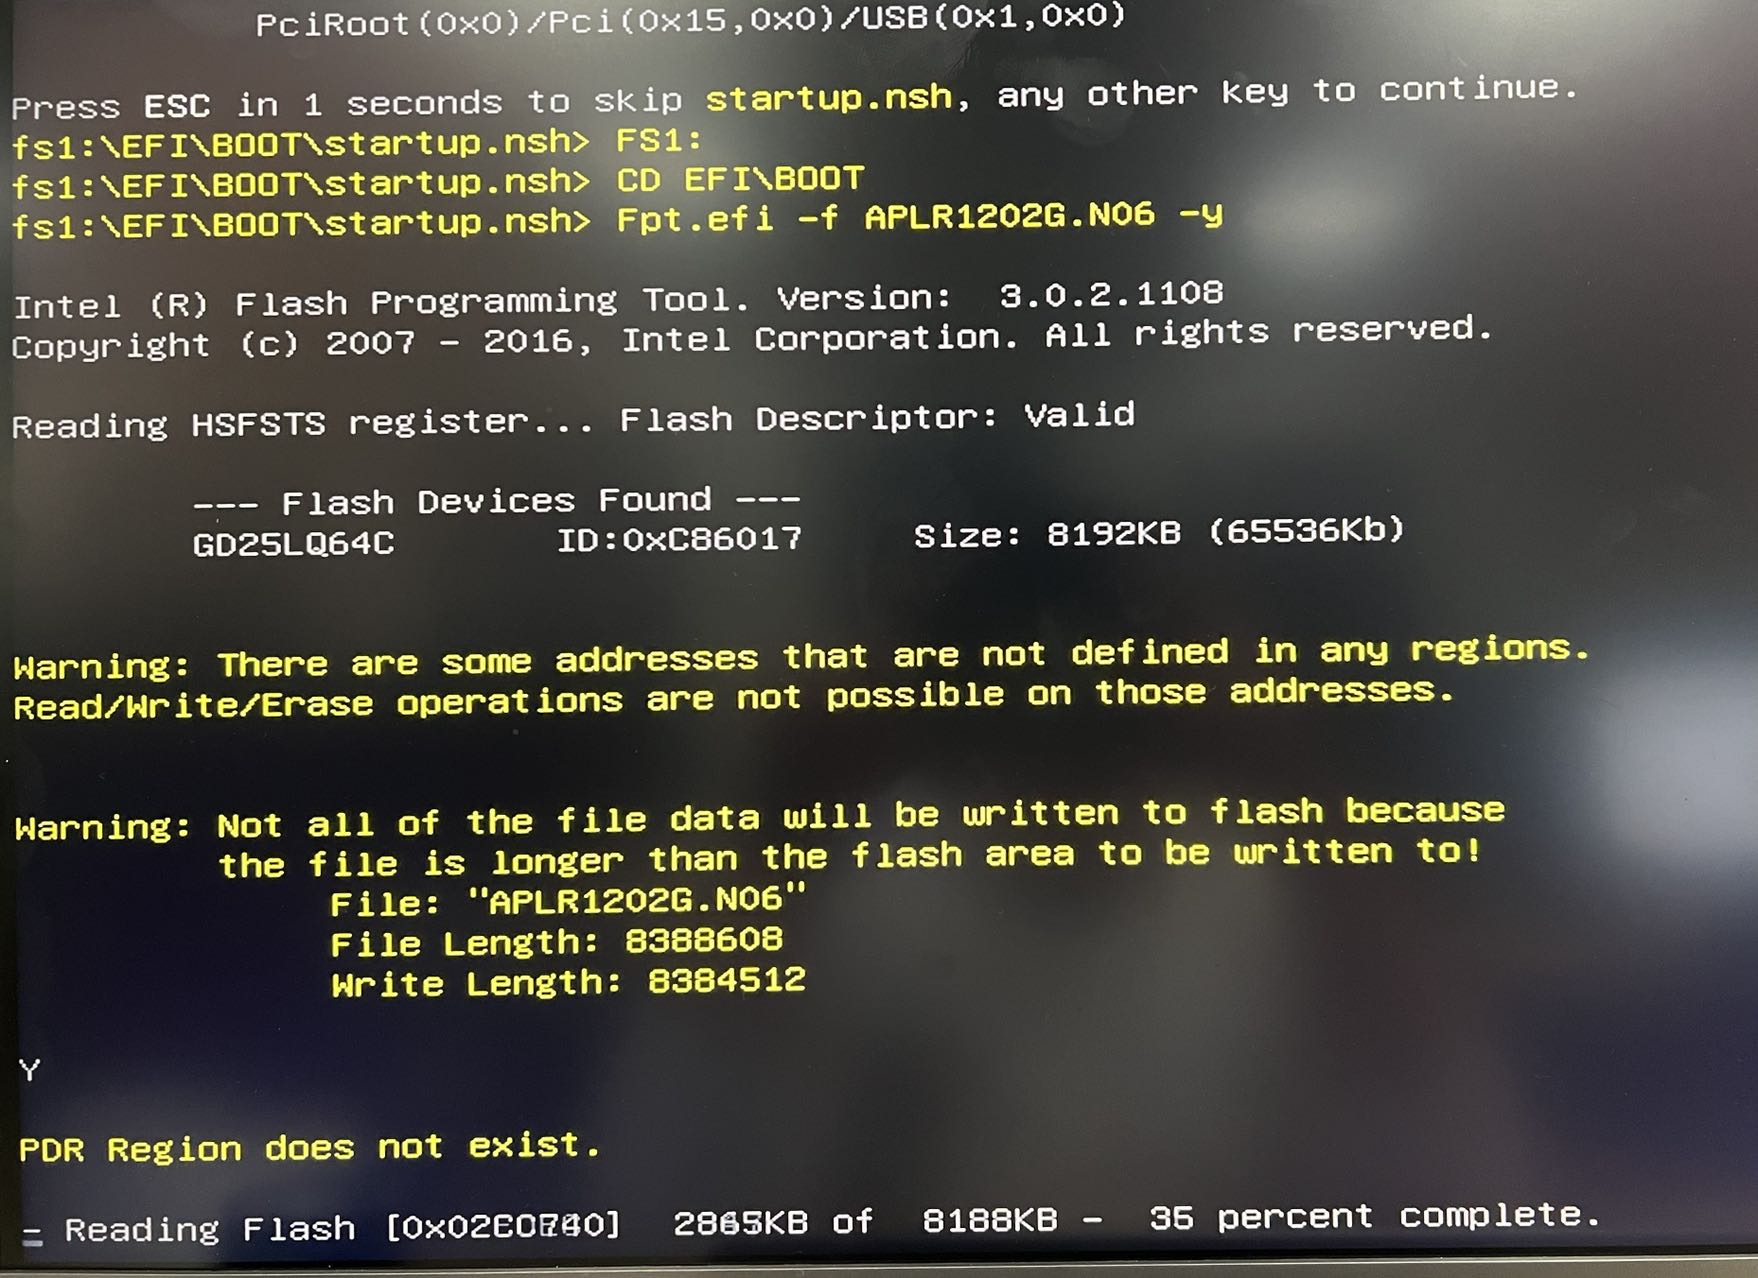 PciRoot(0x0)/Pci(0x15,0x0)/USB(0x1,0x0)
Press ESC in 1 seconds to skip startup.nsh, any other key to continue.
fs1:\EFI\BOOT\startup.nsh> FS1:
fs1:\EFI\BOOT\startup.nsh> CD EFI\BOOT
fs1:\EFI\BOOT\startup.nsh> Fpt.efi -f APLR1202G.N06 -y
Intel (R) Flash Programming Tool. Version:  3.0.2.1108
Copyright (c) 2007 - 2016, Intel Corporation. All rights reserved.
Reading HSFSTS register... Flash Descriptor: Valid
--- Flash Devices Found ---
GD25LQ64C ID:0xC86017 Size: 8192KB (65536Kb)
Warning: There are some addresses that are not defined in any regions.
Read/Write/Erase operations are not possible on those addresses.
Warning: Not all of the file data will be written to flash because
the file is longer than the flash area to be written to!
File: "APLR1202G.N06"
File Length: 8388608
Write Length: 8384512
Y
PDR Region does not exist.
Reading Flash of 8188KB - 35 percent complete.